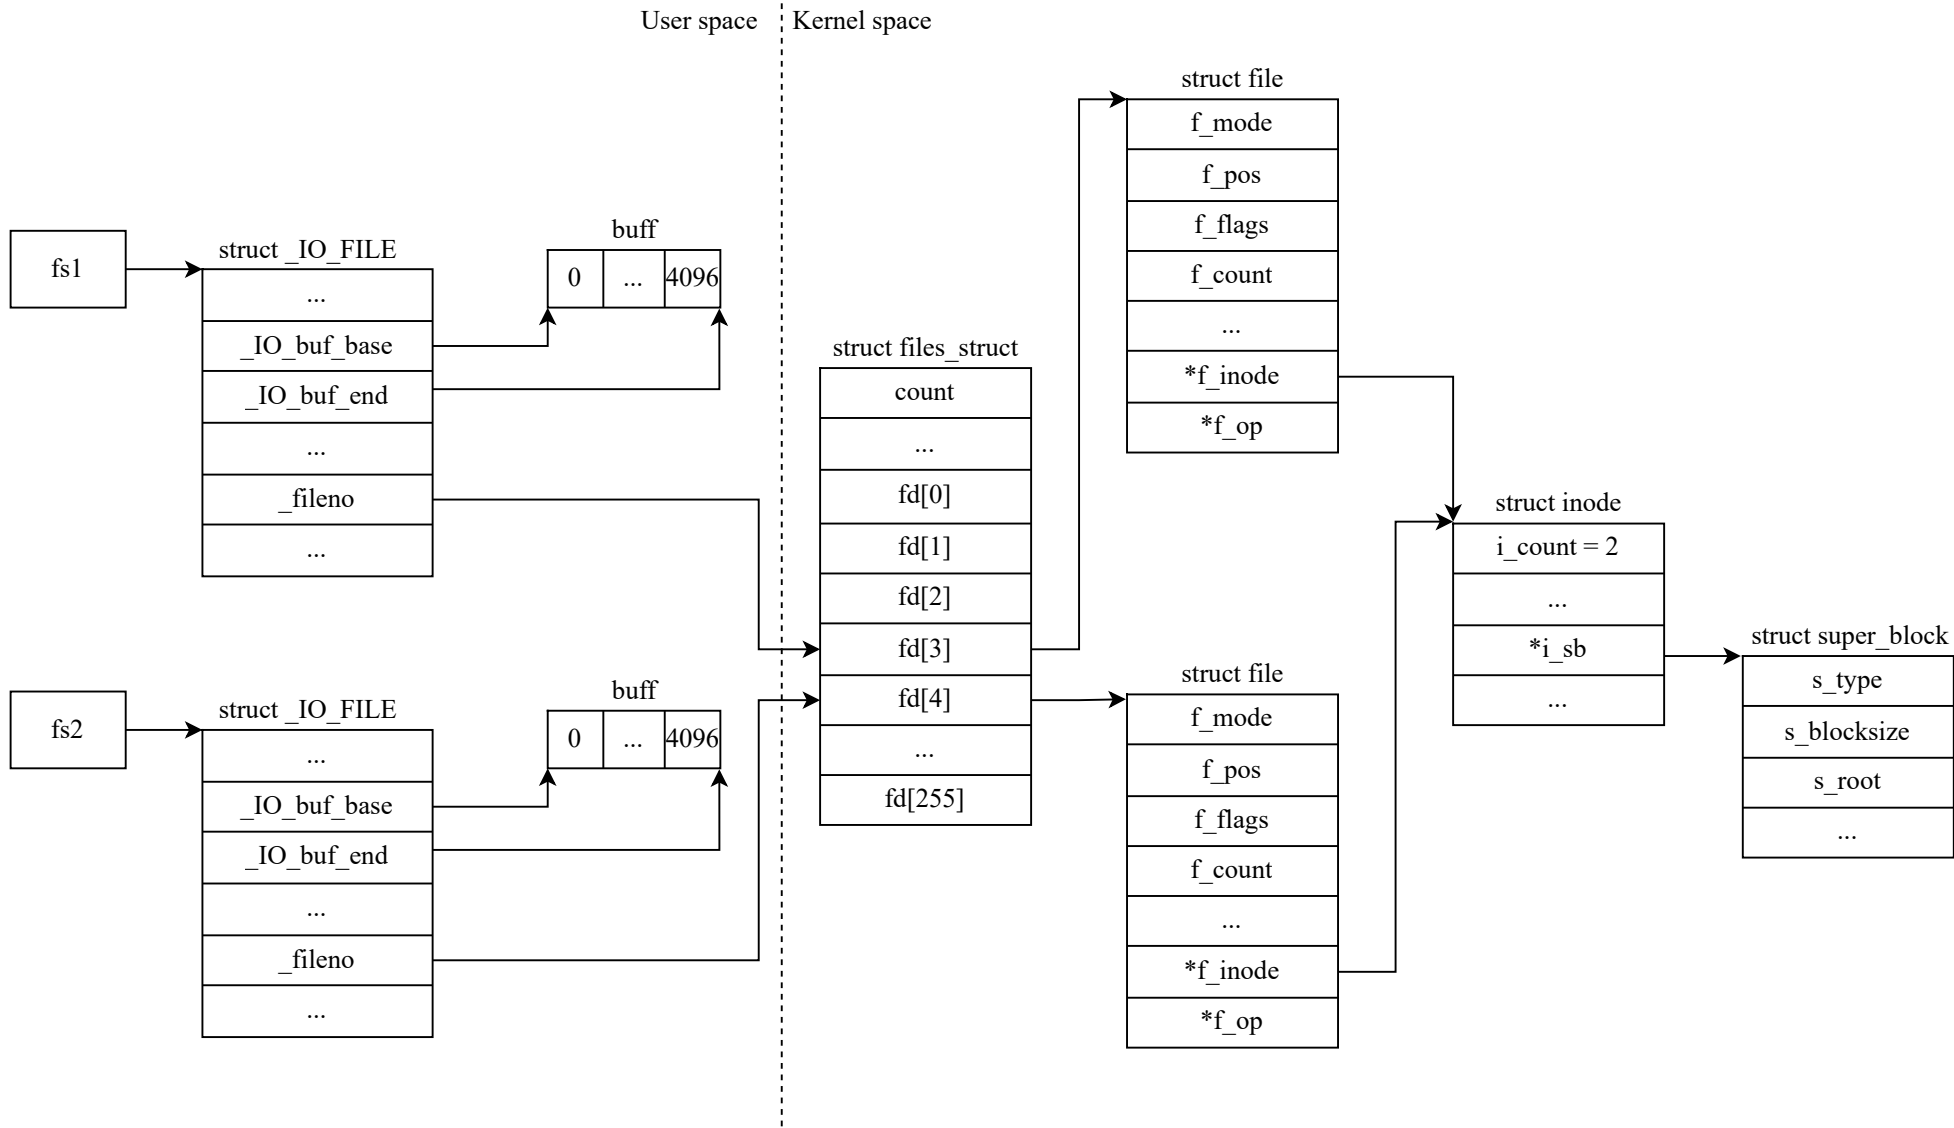 User space
Kernel space
fs1
struct _IO_FILE
...
_IO_buf_base
_IO_buf_end
...
_fileno
...
buff
0
...
4096
fs2
struct _IO_FILE
...
_IO_buf_base
_IO_buf_end
...
_fileno
...
buff
0
...
4096
struct files_struct
count
...
fd[0]
fd[1]
fd[2]
fd[3]
fd[4]
...
fd[255]
struct file
f_mode
f_pos
f_flags
f_count
...
*f_inode
*f_op
struct file
f_mode
f_pos
f_flags
f_count
...
*f_inode
*f_op
struct inode
i_count = 2
...
*i_sb
...
struct super_block
s_type
s_blocksize
s_root
...